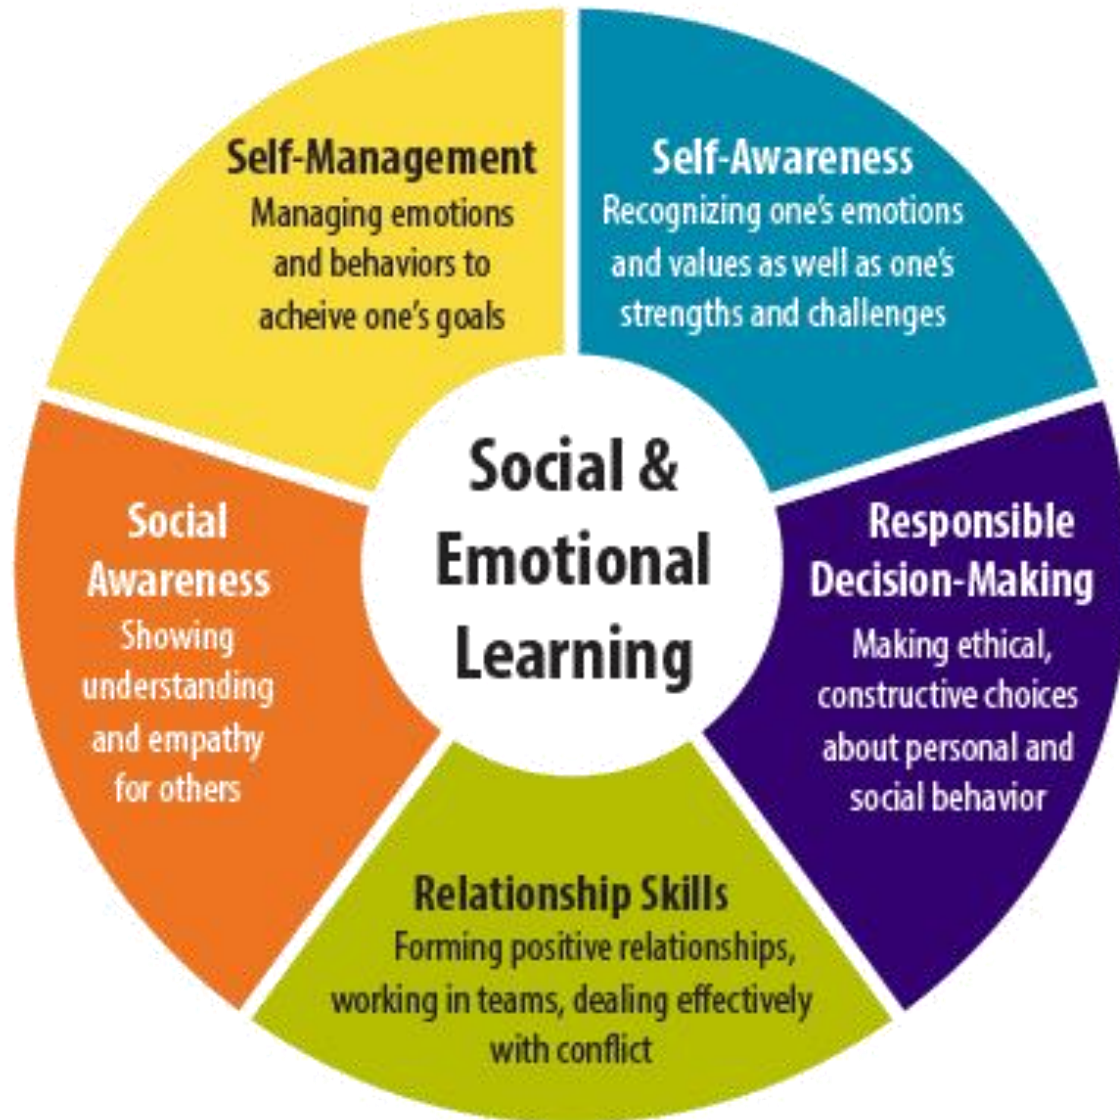 Self-Management
Managing emotions
and behaviors to
acheive one's goals
Self-Awareness
Recognizing one's emotions
and values as well as one's
strengths and challenges
Social &
Emotional
Learning
Social
Awareness
Showing
understanding
and empathy
for others
Responsible
Decision-Making
Making ethical,
constructive choices
about personal and
social behavior
Relationship Skills
Forming positive relationships,
working in teams, dealing effectively
with conflict